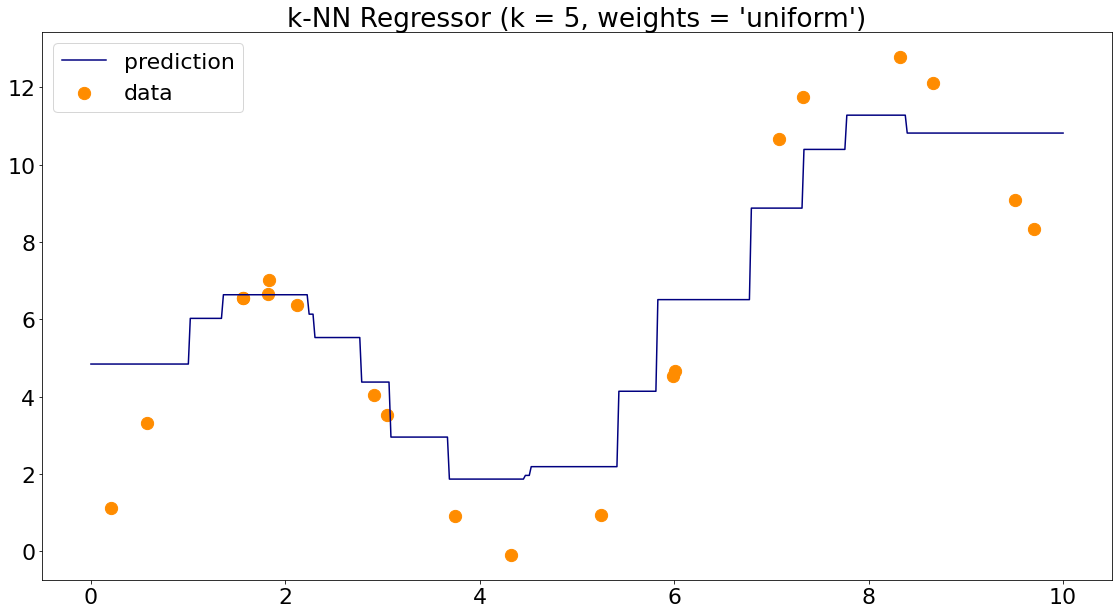 k-NN Regressor (k = 5, weights = 'uniform')
prediction
data
12
10
8
6
4
2
0
0 2 4 6 8 10